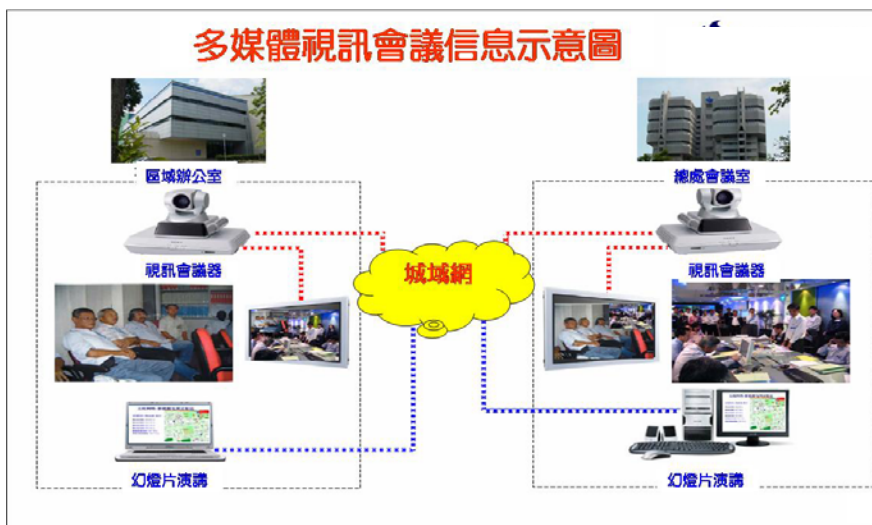 多媒體視訊會議信息示意圖
區域辦公室
總處會議室
視訊會議器
城域網
視訊會議器
幻燈片演講
幻燈片演講